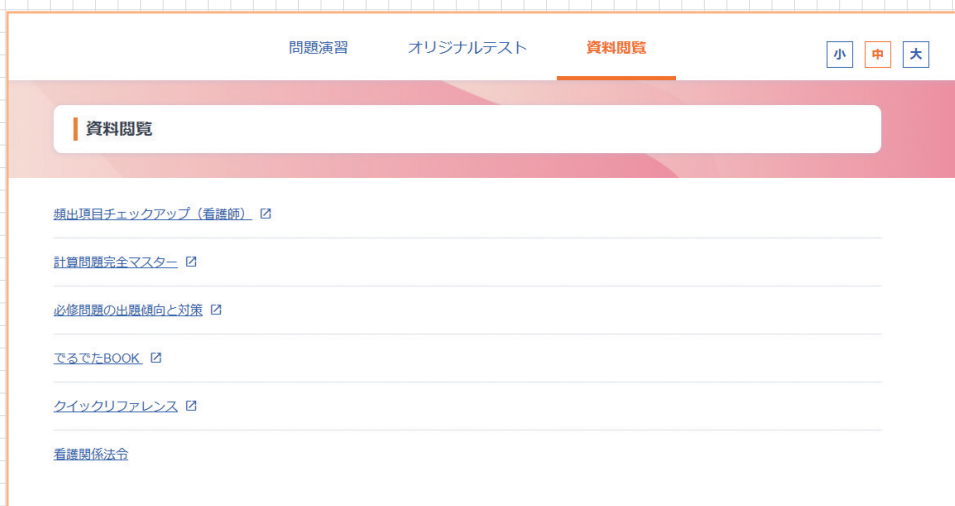 問題演習 オリジナルテスト 資料閲覧 小 中 大
資料閲覧
頻出項目チェックアップ（看護師）
計算問題完全マスター
必修問題の出題傾向と対策
でるでたBOOK
クイックリファレンス
看護関係法令